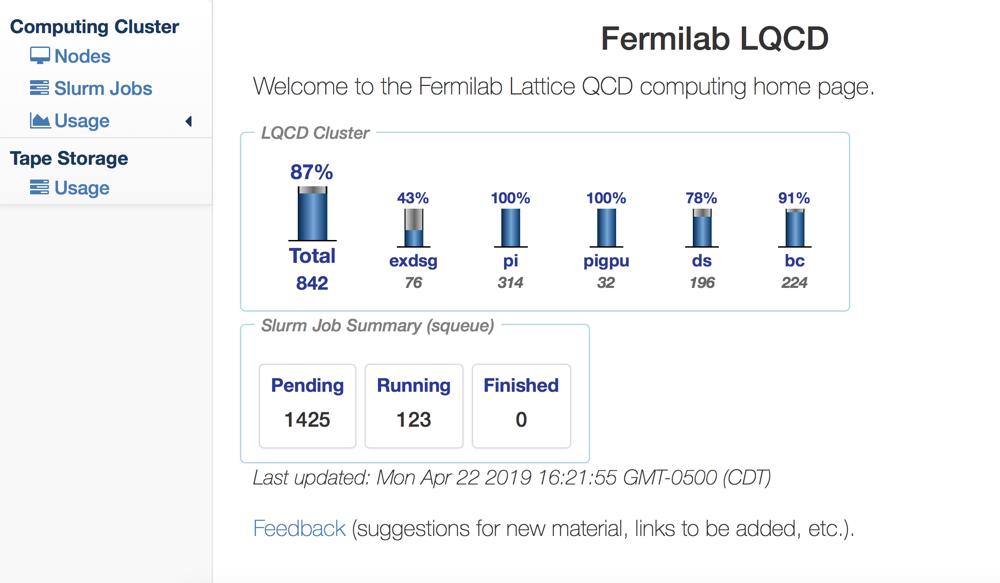 Computing Cluster
Nodes
Slurm Jobs
Usage
Tape Storage
Usage
Fermilab LQCD
Welcome to the Fermilab Lattice QCD computing home page.
LQCD Cluster
87%
43% 100% 100% 78% 91%
Total exdsg pi pigpu ds bc
842 76 314 32 196 224
Slurm Job Summary (squeue)
Pending Running Finished
1425 123 0
Last updated: Mon Apr 22 2019 16:21:55 GMT-0500 (CDT)
Feedback (suggestions for new material, links to be added, etc.).